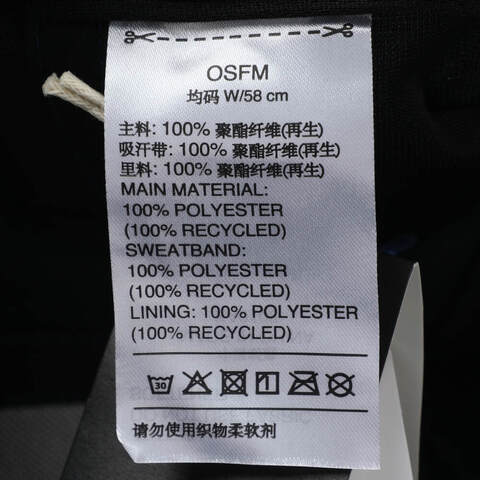 OSFM
均码 W/58 cm
主料: 100% 聚酯纤维(再生)
吸汗带: 100% 聚酯纤维(再生)
里料: 100% 聚酯纤维(再生)
MAIN MATERIAL:
100% POLYESTER
(100% RECYCLED)
SWEATBAND:
100% POLYESTER
(100% RECYCLED)
LINING: 100% POLYESTER
(100% RECYCLED)
30
请勿使用织物柔软剂